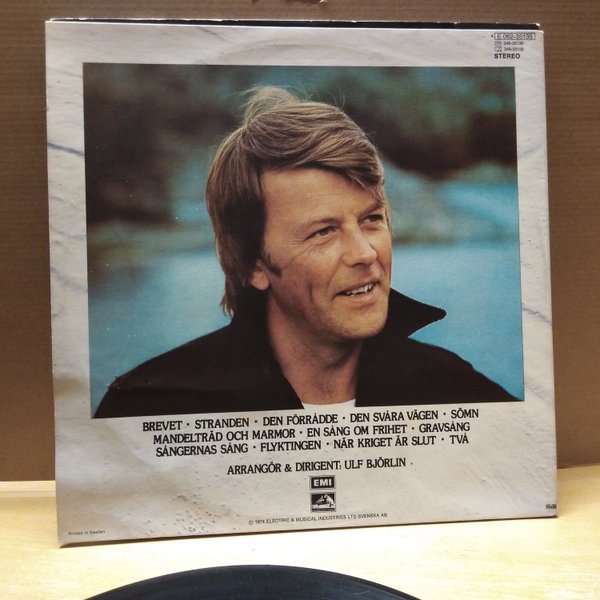 E 062-35135
STEREO
BREVET · STRANDEN · DEN FÖRRÅDDE · DEN SVÅRA VÄGEN · SÖMN
MANDELTRÄD OCH MARMOR · EN SÅNG OM FRIHET · GRAVSÅNG
SÅNGERNAS SÅNG · FLYKTINGEN · NÄR KRIGET ÄR SLUT · TVÅ
ARRANGÖR & DIRIGENT: ULF BJÖRLIN
EMI
© 1974 ELECTRIC & MUSICAL INDUSTRIES LTD SVENSKA AB
Printed in Sweden